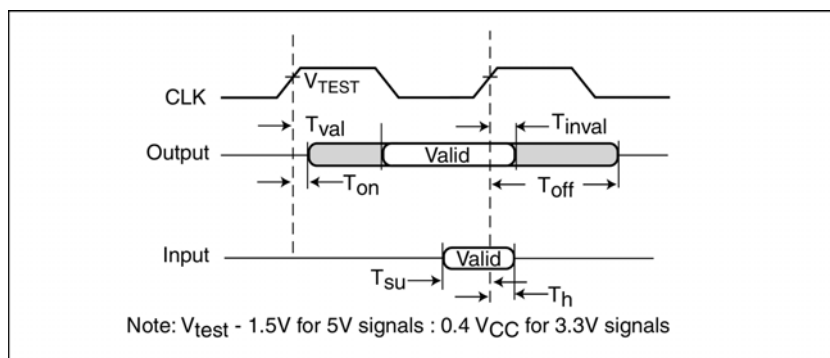 CLK
VTEST
Tval
Tinval
Output
Valid
Ton
Toff
Input
Valid
Tsu
Th
Note: Vtest - 1.5V for 5V signals : 0.4 VCC for 3.3V signals